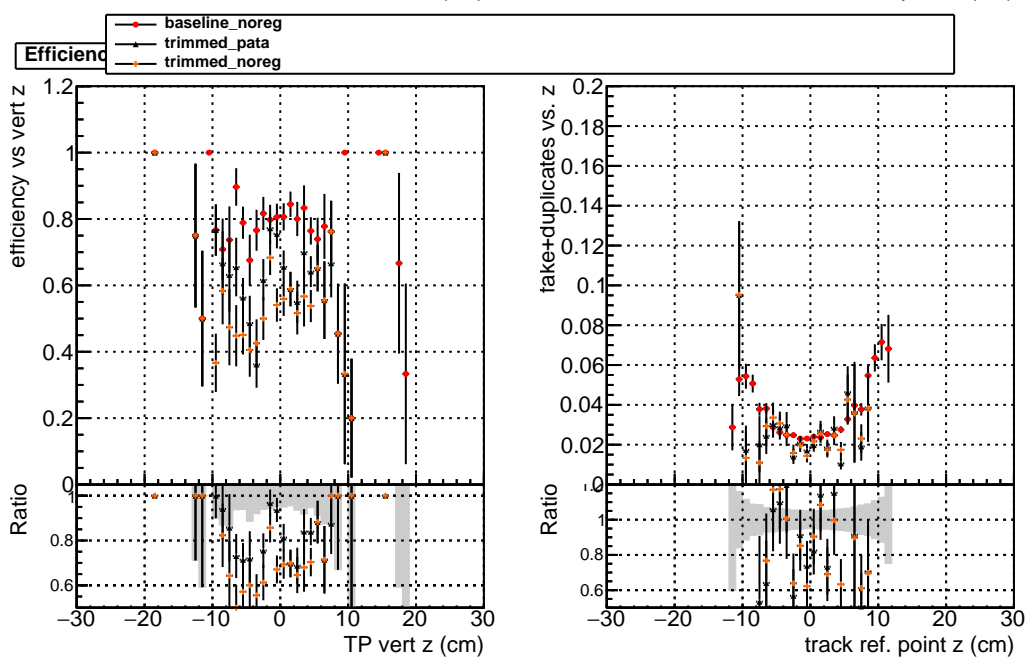 baseline_noreg
trimmed_pata
trimmed_noreg
efficiency vs vert z
1.2
1
0.8
0.6
0.4
0.2
0
Ratio
1
0.8
0.6
−30 −20 −10 0 10 20 30
TP vert z (cm)
fake+duplicates vs. z
0.2
0.18
0.16
0.14
0.12
0.1
0.08
0.06
0.04
0.02
0
Ratio
1
0.8
0.6
−30 −20 −10 0 10 20 30
track ref. point z (cm)